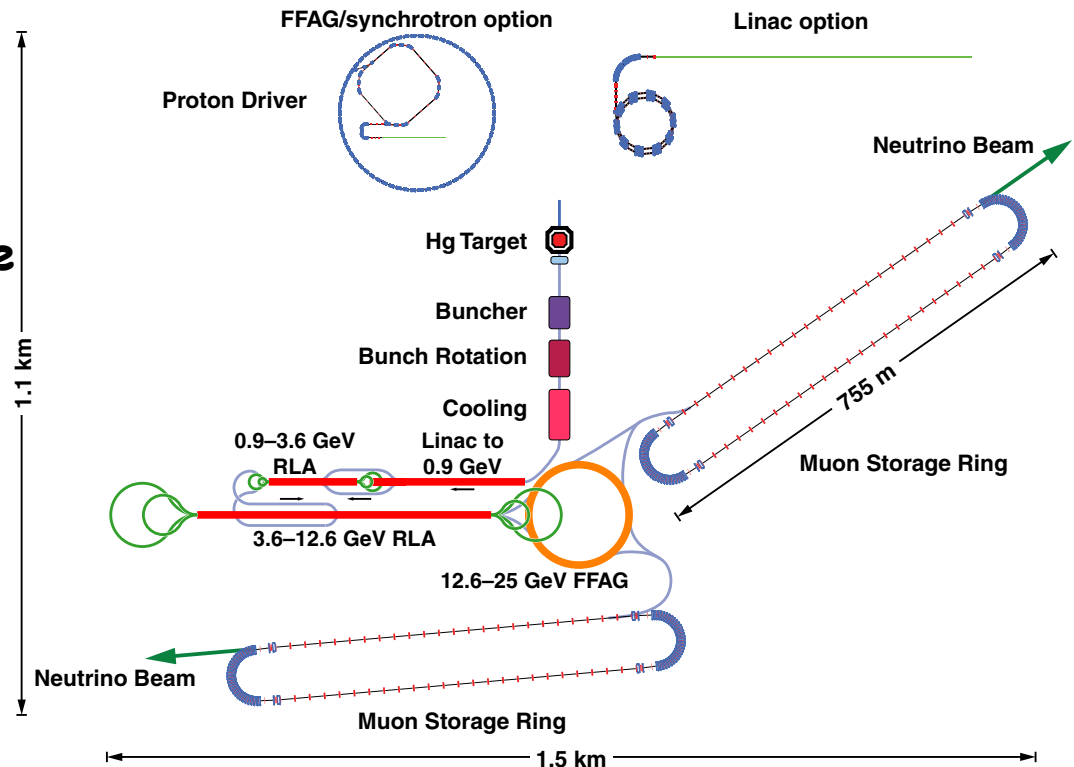 FFAG/synchrotron option
Linac option
Proton Driver
Neutrino Beam
Hg Target
e
Buncher
1.1 km
Bunch Rotation
755 m
Cooling
0.9–3.6 GeV
RLA
Linac to
0.9 GeV
Muon Storage Ring
3.6–12.6 GeV RLA
12.6–25 GeV FFAG
Neutrino Beam
Muon Storage Ring
1.5 km